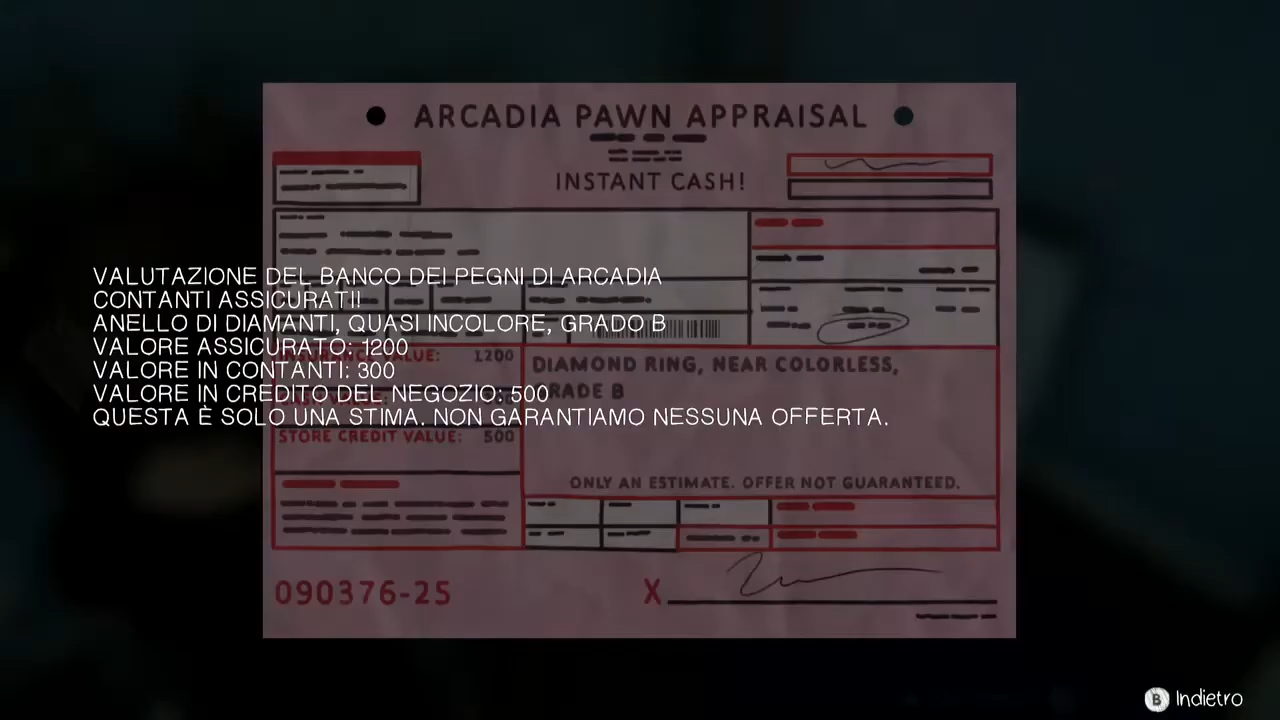 ARCADIA PAWN APPRAISAL
INSTANT CASH!
VALUTAZIONE DEL BANCO DEI PEGNI DI ARCADIA
CONTANTI ASSICURATI!
ANELLO DI DIAMANTI, QUASI INCOLORE, GRADO B
VALORE ASSICURATO: 1200
VALORE IN CONTANTI: 300
VALORE IN CREDITO DEL NEGOZIO: 500
QUESTA È SOLO UNA STIMA. NON GARANTIAMO NESSUNA OFFERTA.
VALUE: 1200
STORE CREDIT VALUE: 500
DIAMOND RING, NEAR COLORLESS,
GRADE B
ONLY AN ESTIMATE. OFFER NOT GUARANTEED.
090376-25
X
B Indietro